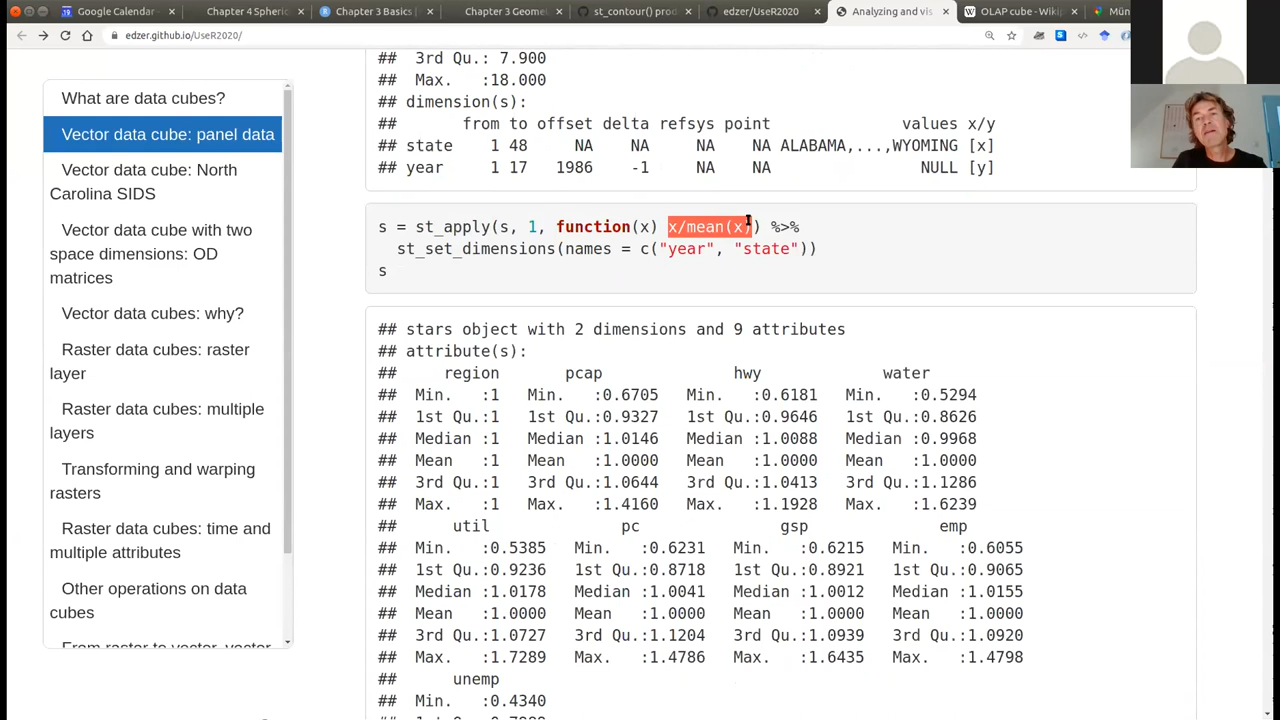 Google Calendar
Chapter 4 Spheric
Chapter 3 Basics
Chapter 3 Geome
st_contour() prod
edzer/UseR2020
Analyzing and vis
OLAP cube - Wiki
Mün
edzer.github.io/UseR2020/
What are data cubes?
Vector data cube: panel data
Vector data cube: North
Carolina SIDS
Vector data cube with two
space dimensions: OD
matrices
Vector data cubes: why?
Raster data cubes: raster
layer
Raster data cubes: multiple
layers
Transforming and warping
rasters
Raster data cubes: time and
multiple attributes
Other operations on data
cubes
From raster to vector, vector
## 3rd Qu.: 7.900
## Max. :18.000
## dimension(s):
## from to offset delta refsys point values x/y
## state 1 48 NA NA NA NA ALABAMA,...,WYOMING [x]
## year 1 17 1986 -1 NA NA NULL [y]
s = st_apply(s, 1, function(x) x/mean(x)) %>%
st_set_dimensions(names = c("year", "state"))
s
## stars object with 2 dimensions and 9 attributes
## attribute(s):
## region pcap hwy water
## Min. :1 Min. :0.6705 Min. :0.6181 Min. :0.5294
## 1st Qu.:1 1st Qu.:0.9327 1st Qu.:0.9646 1st Qu.:0.8626
## Median :1 Median :1.0146 Median :1.0088 Median :0.9968
## Mean :1 Mean :1.0000 Mean :1.0000 Mean :1.0000
## 3rd Qu.:1 3rd Qu.:1.0644 3rd Qu.:1.0413 3rd Qu.:1.1286
## Max. :1 Max. :1.4160 Max. :1.1928 Max. :1.6239
## util pc gsp emp
## Min. :0.5385 Min. :0.6231 Min. :0.6215 Min. :0.6055
## 1st Qu.:0.9236 1st Qu.:0.8718 1st Qu.:0.8921 1st Qu.:0.9065
## Median :1.0178 Median :1.0041 Median :1.0012 Median :1.0155
## Mean :1.0000 Mean :1.0000 Mean :1.0000 Mean :1.0000
## 3rd Qu.:1.0727 3rd Qu.:1.1204 3rd Qu.:1.0939 3rd Qu.:1.0920
## Max. :1.7289 Max. :1.4786 Max. :1.6435 Max. :1.4798
## unemp
## Min. :0.4340